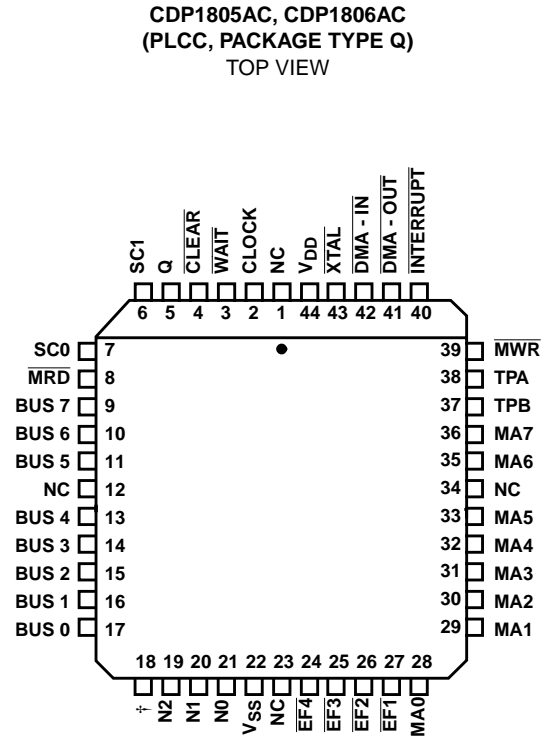 CDP1805AC, CDP1806AC
(PLCC, PACKAGE TYPE Q)
TOP VIEW
SC1 Q CLEAR WAIT CLOCK NC VDD XTAL DMA - IN DMA - OUT INTERRUPT
6 5 4 3 2 1 44 43 42 41 40
SC0 7 39 MWR
MRD 8 38 TPA
BUS 7 9 37 TPB
BUS 6 10 36 MA7
BUS 5 11 35 MA6
NC 12 34 NC
BUS 4 13 33 MA5
BUS 3 14 32 MA4
BUS 2 15 31 MA3
BUS 1 16 30 MA2
BUS 0 17 29 MA1
18 19 20 21 22 23 24 25 26 27 28
† N2 N1 N0 VSS NC EF4 EF3 EF2 EF1 MA0